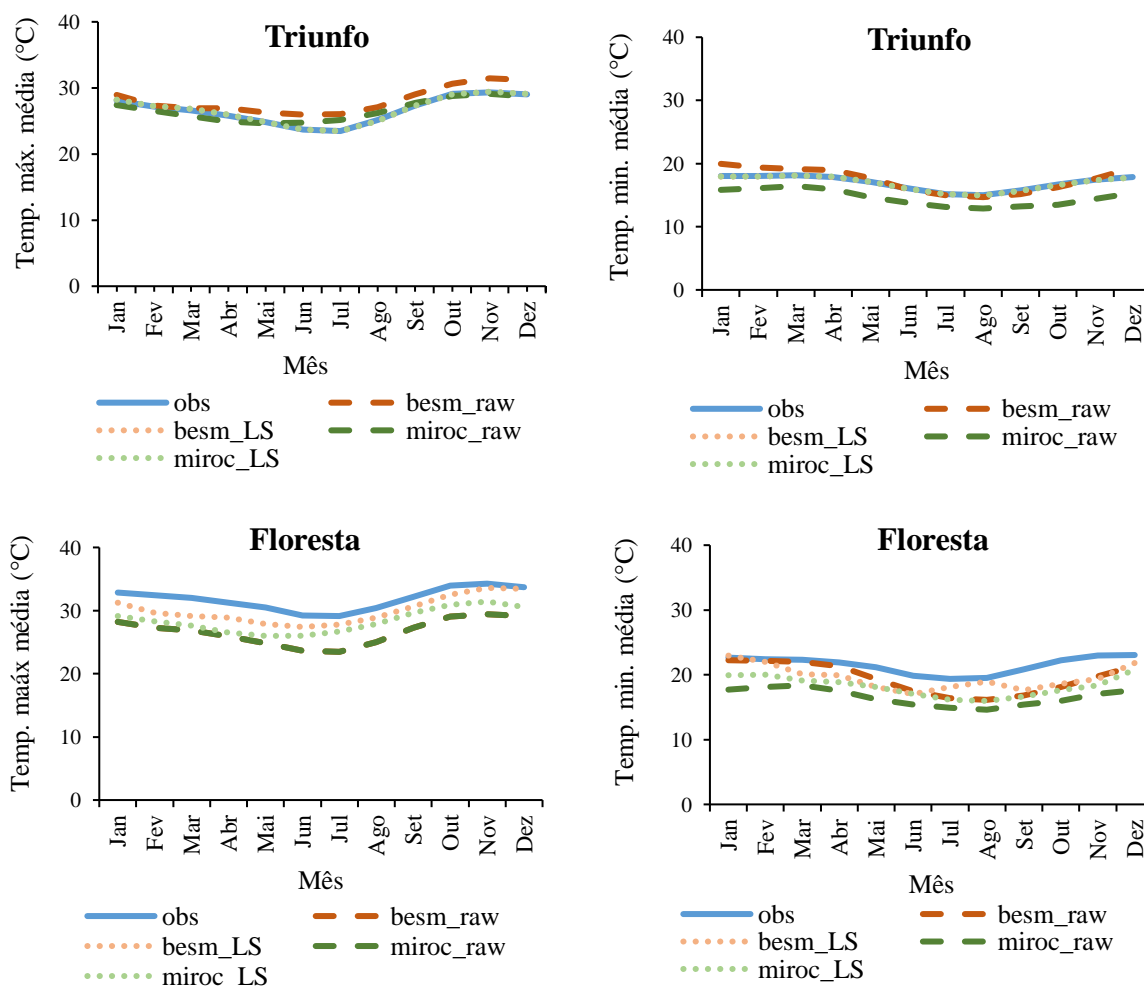 Triunfo
Temp. máx. média (°C)
40
30
20
10
0
Jan Fev Mar Abr Mai Jun Jul Ago Set Out Nov Dez
Mês
obs besm_raw
besm_LS miroc_raw
miroc_LS
Triunfo
Temp. min. média (°C)
40
30
20
10
0
Jan Fev Mar Abr Mai Jun Jul Ago Set Out Nov Dez
Mês
obs besm_raw
besm_LS miroc_raw
miroc_LS
Floresta
Temp. maáx média (°C)
40
30
20
10
0
Jan Fev Mar Abr Mai Jun Jul Ago Set Out Nov Dez
Mês
obs besm_raw
besm_LS miroc_raw
miroc LS
Floresta
Temp. min. média (°C)
40
30
20
10
0
Jan Fev Mar Abr Mai Jun Jul Ago Set Out Nov Dez
Mês
obs besm_raw
besm_LS miroc_raw
miroc_LS